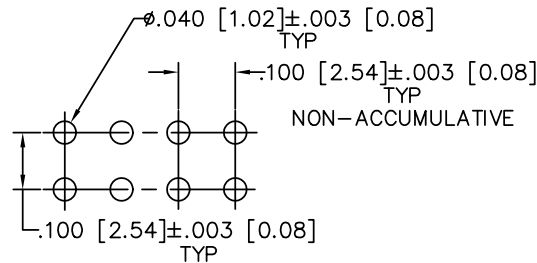 ø.040 [1.02]±.003 [0.08]
TYP
.100 [2.54]±.003 [0.08]
TYP
NON-ACCUMULATIVE
.100 [2.54]±.003 [0.08]
TYP